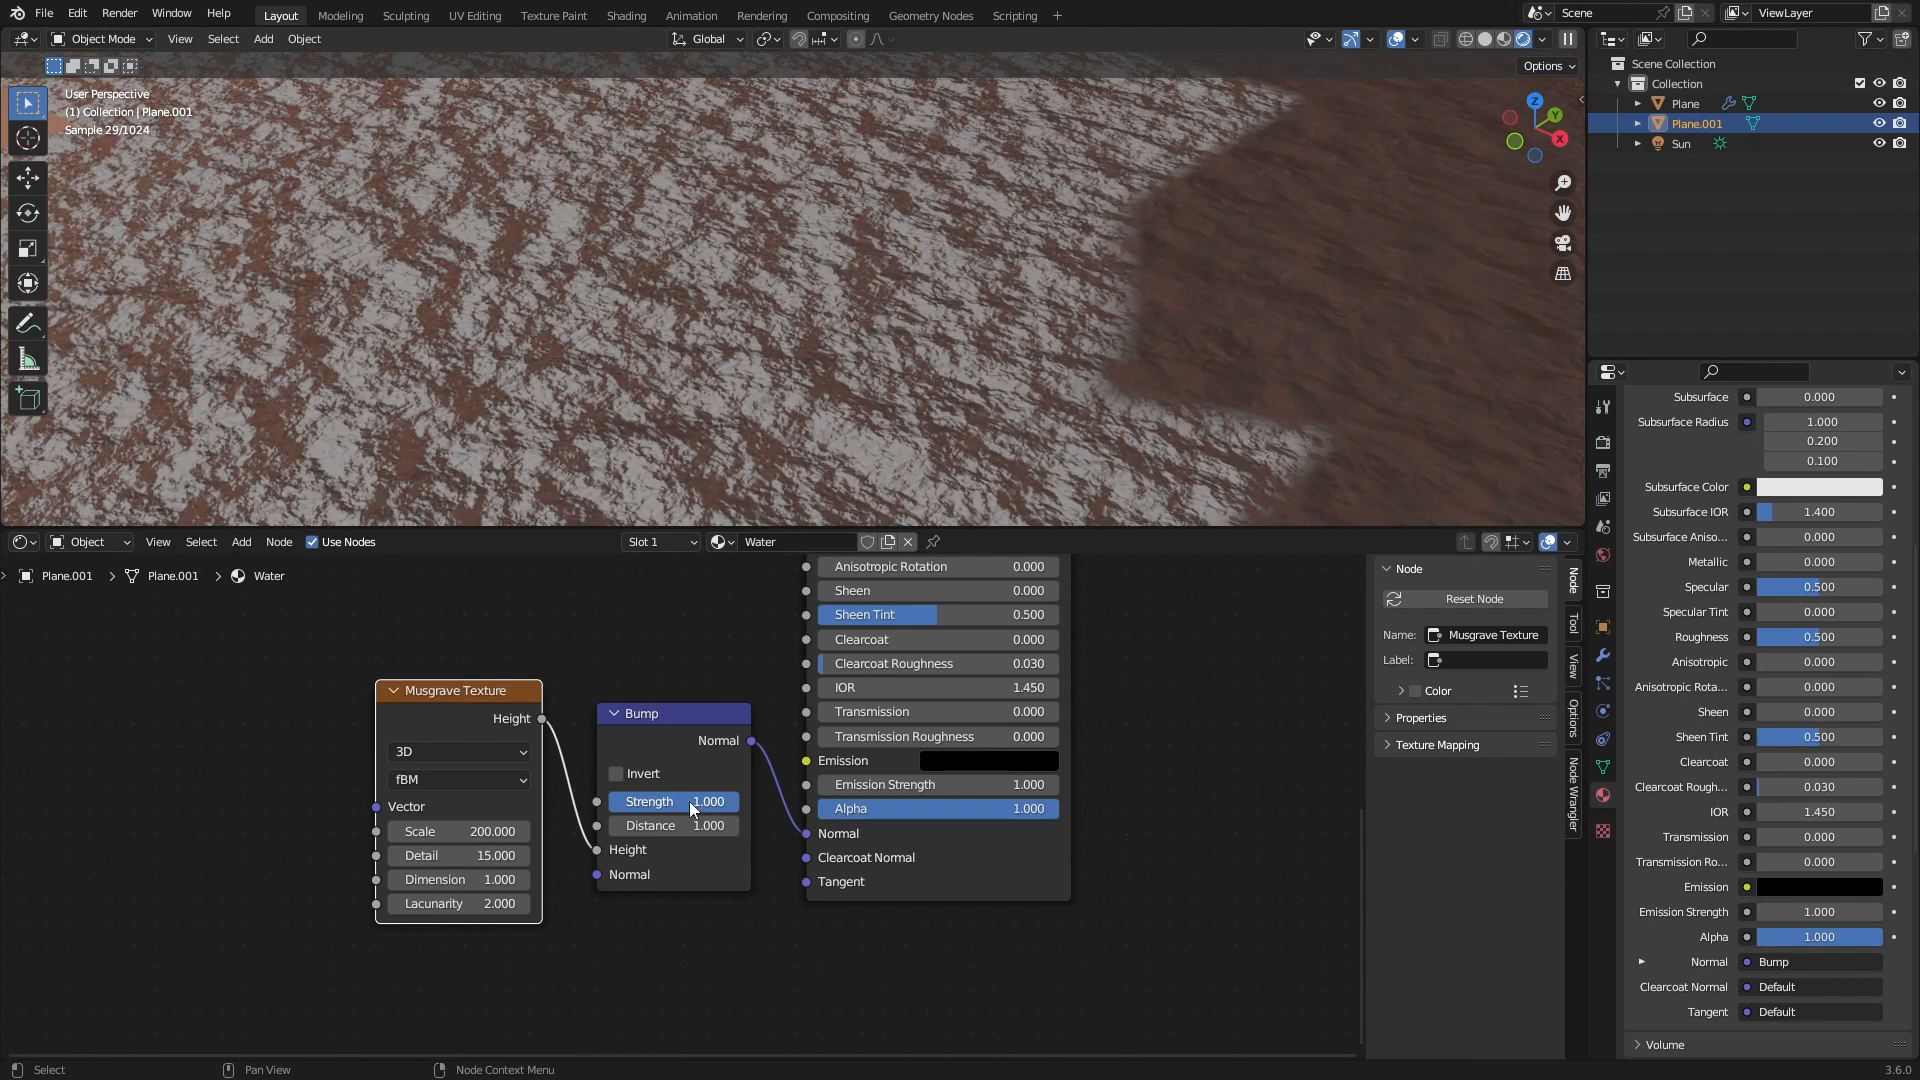 File Edit Render Window Help Layout Modeling Sculpting UV Editing Texture Paint Shading Animation Rendering Compositing Geometry Nodes Scripting + Scene ViewLayer
Object Mode View Select Add Object Global
Options
User Perspective
(1) Collection | Plane.001
Sample 29/1024
Z
Y
X
Scene Collection
Collection
Plane
Plane.001
Sun
Object View Select Add Node Use Nodes Slot 1 Water
Plane.001 > Plane.001 > Water
Musgrave Texture
Height
3D
fBM
Vector
Scale 200.000
Detail 15.000
Dimension 1.000
Lacunarity 2.000
Bump
Normal
Invert
Strength 1.000
Distance 1.000
Height
Normal
Anisotropic Rotation 0.000
Sheen 0.000
Sheen Tint 0.500
Clearcoat 0.000
Clearcoat Roughness 0.030
IOR 1.450
Transmission 0.000
Transmission Roughness 0.000
Emission
Emission Strength 1.000
Alpha 1.000
Normal
Clearcoat Normal
Tangent
Node
Reset Node
Name: Musgrave Texture
Label:
Color
Properties
Texture Mapping
Node
Tool
View
Options
Node Wrangler
Subsurface 0.000
Subsurface Radius 1.000
0.200
0.100
Subsurface Color
Subsurface IOR 1.400
Subsurface Aniso... 0.000
Metallic 0.000
Specular 0.500
Specular Tint 0.000
Roughness 0.500
Anisotropic 0.000
Anisotropic Rota... 0.000
Sheen 0.000
Sheen Tint 0.500
Clearcoat 0.000
Clearcoat Rough... 0.030
IOR 1.450
Transmission 0.000
Transmission Ro... 0.000
Emission
Emission Strength 1.000
Alpha 1.000
Normal Bump
Clearcoat Normal Default
Tangent Default
Volume
Select Pan View Node Context Menu 3.6.0